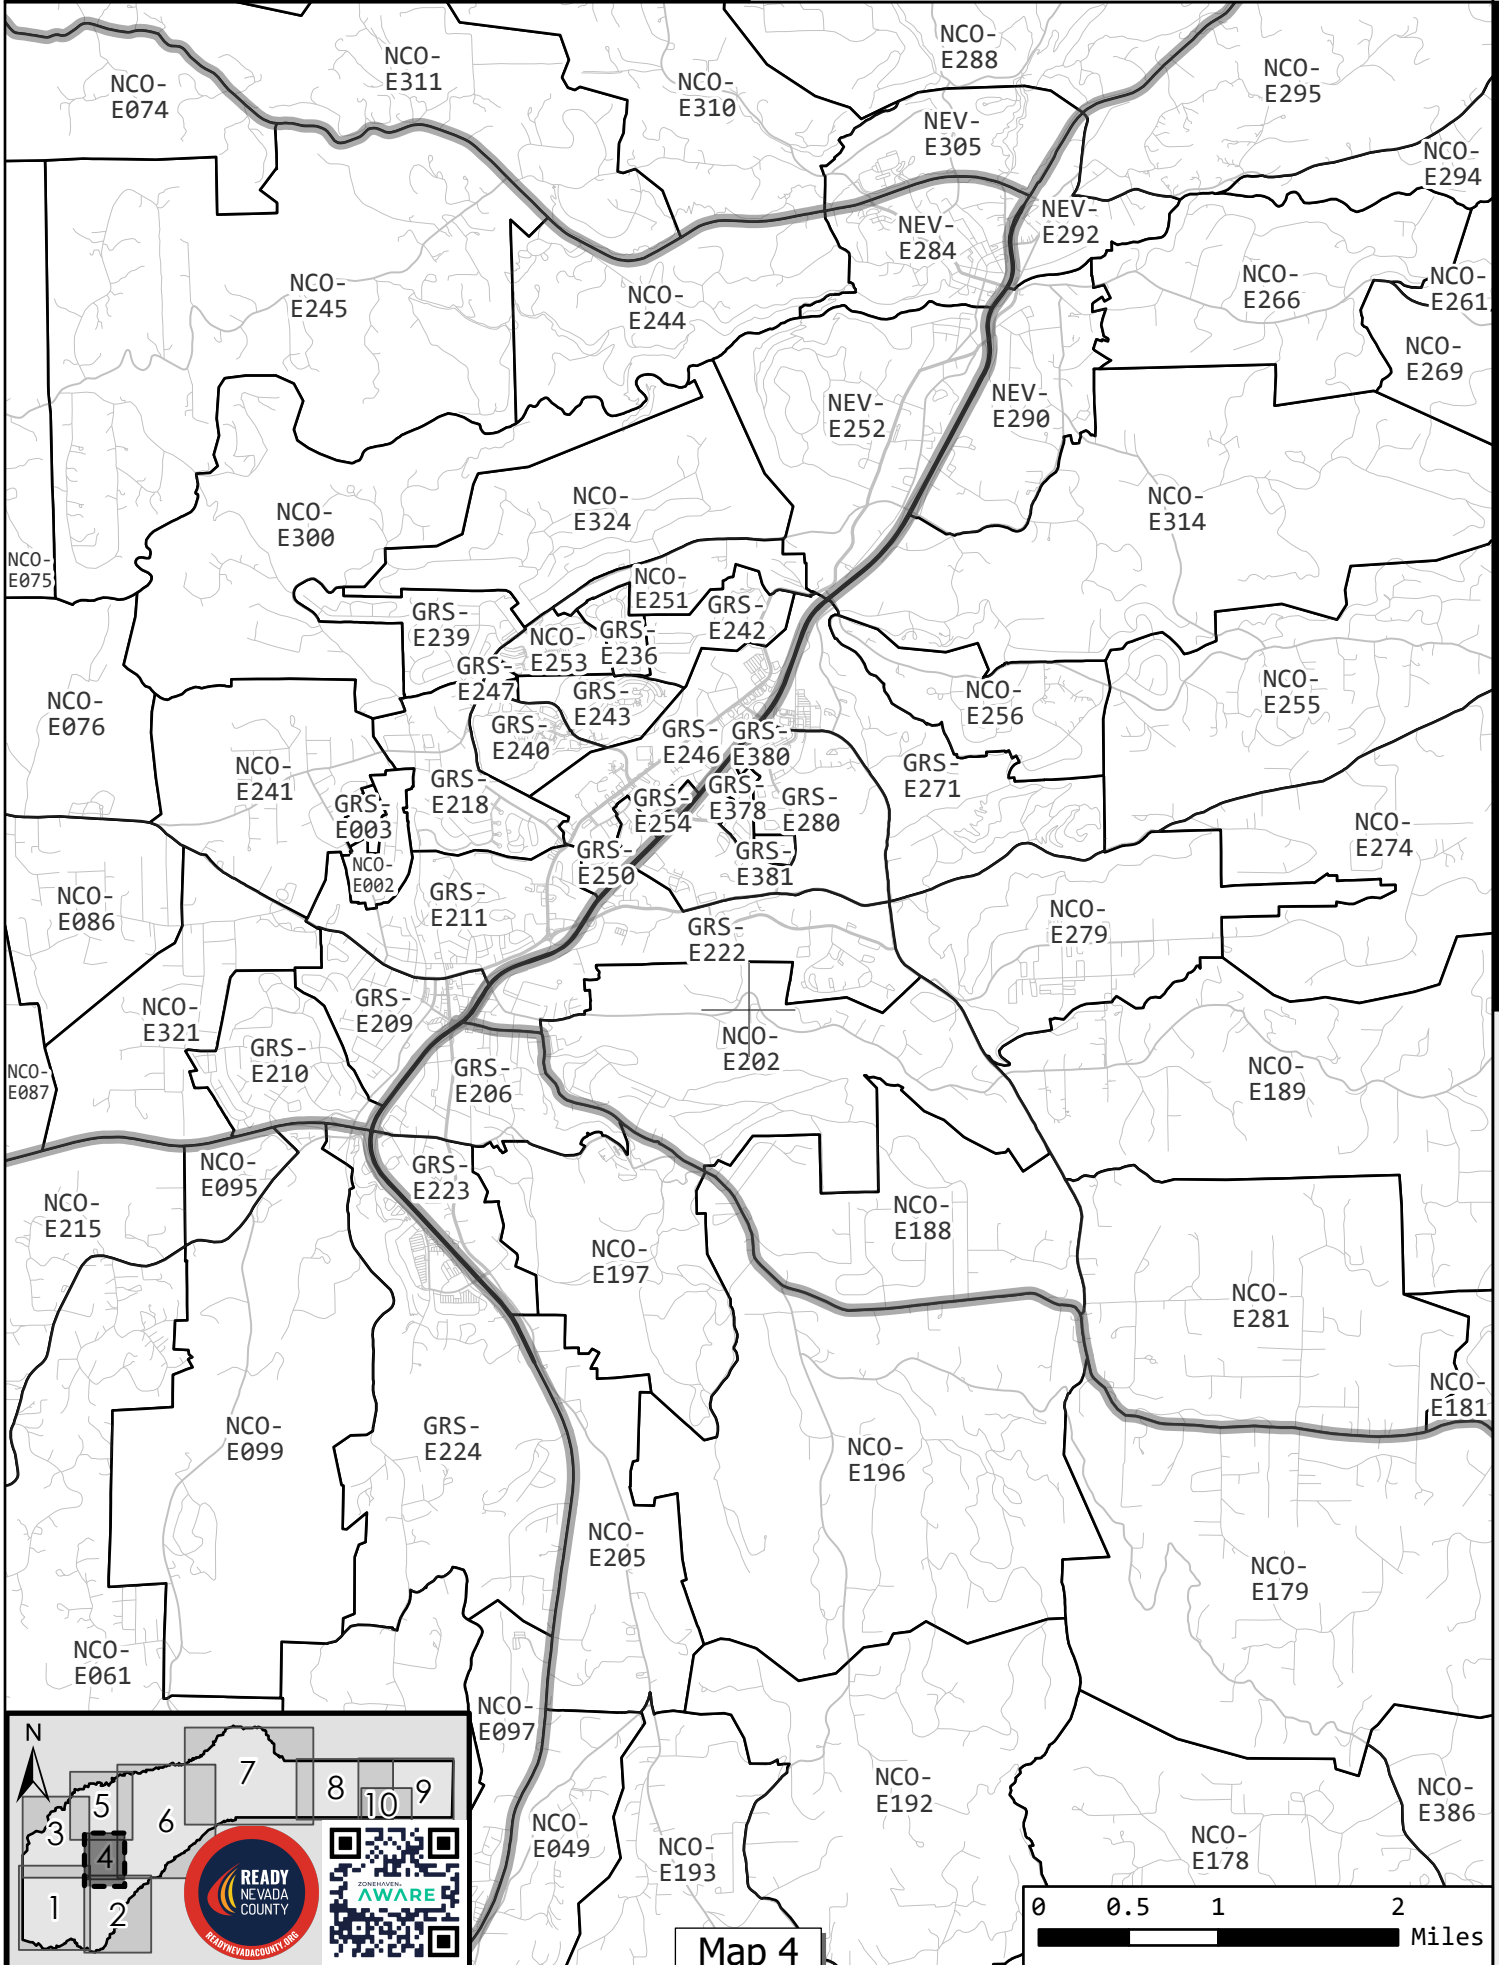 NCO-
E288
NCO-
E311
NCO-
E074
NCO-
E310
NCO-
E295
NEV-
E305
NCO-
E294
NEV-
E292
NEV-
E284
NCO-
E245
NCO-
E244
NCO-
E266
NCO-
E261
NCO-
E269
NEV-
E252
NEV-
E290
NCO-
E300
NCO-
E324
NCO-
E314
NCO-
E075
NCO-
E251
GRS-
E239
GRS-
E242
NCO-
E253
GRS-
E236
GRS-
E247
GRS-
E243
NCO-
E256
NCO-
E255
NCO-
E076
GRS-
E240
GRS-
E246
GRS-
E380
NCO-
E241
GRS-
E218
GRS-
E271
GRS-
E003
GRS-
E254
GRS-
E378
GRS-
E280
NCO-
E274
NCO-
E002
GRS-
E250
GRS-
E381
NCO-
E086
GRS-
E211
GRS-
E222
NCO-
E279
NCO-
E321
GRS-
E209
NCO-
E202
NCO-
E087
GRS-
E210
GRS-
E206
NCO-
E189
NCO-
E095
GRS-
E223
NCO-
E215
NCO-
E188
NCO-
E197
NCO-
E281
NCO-
E181
NCO-
E099
GRS-
E224
NCO-
E196
NCO-
E205
NCO-
E179
NCO-
E061
NCO-
E097
NCO-
E192
NCO-
E386
NCO-
E049
NCO-
E193
NCO-
E178
N
7
8
9
10
5
6
3
4
1
2
READY
NEVADA
COUNTY
READYNEVADACOUNTY.ORG
ZONEHAVEN
AWARE
Map 4
0 0.5 1 2
Miles